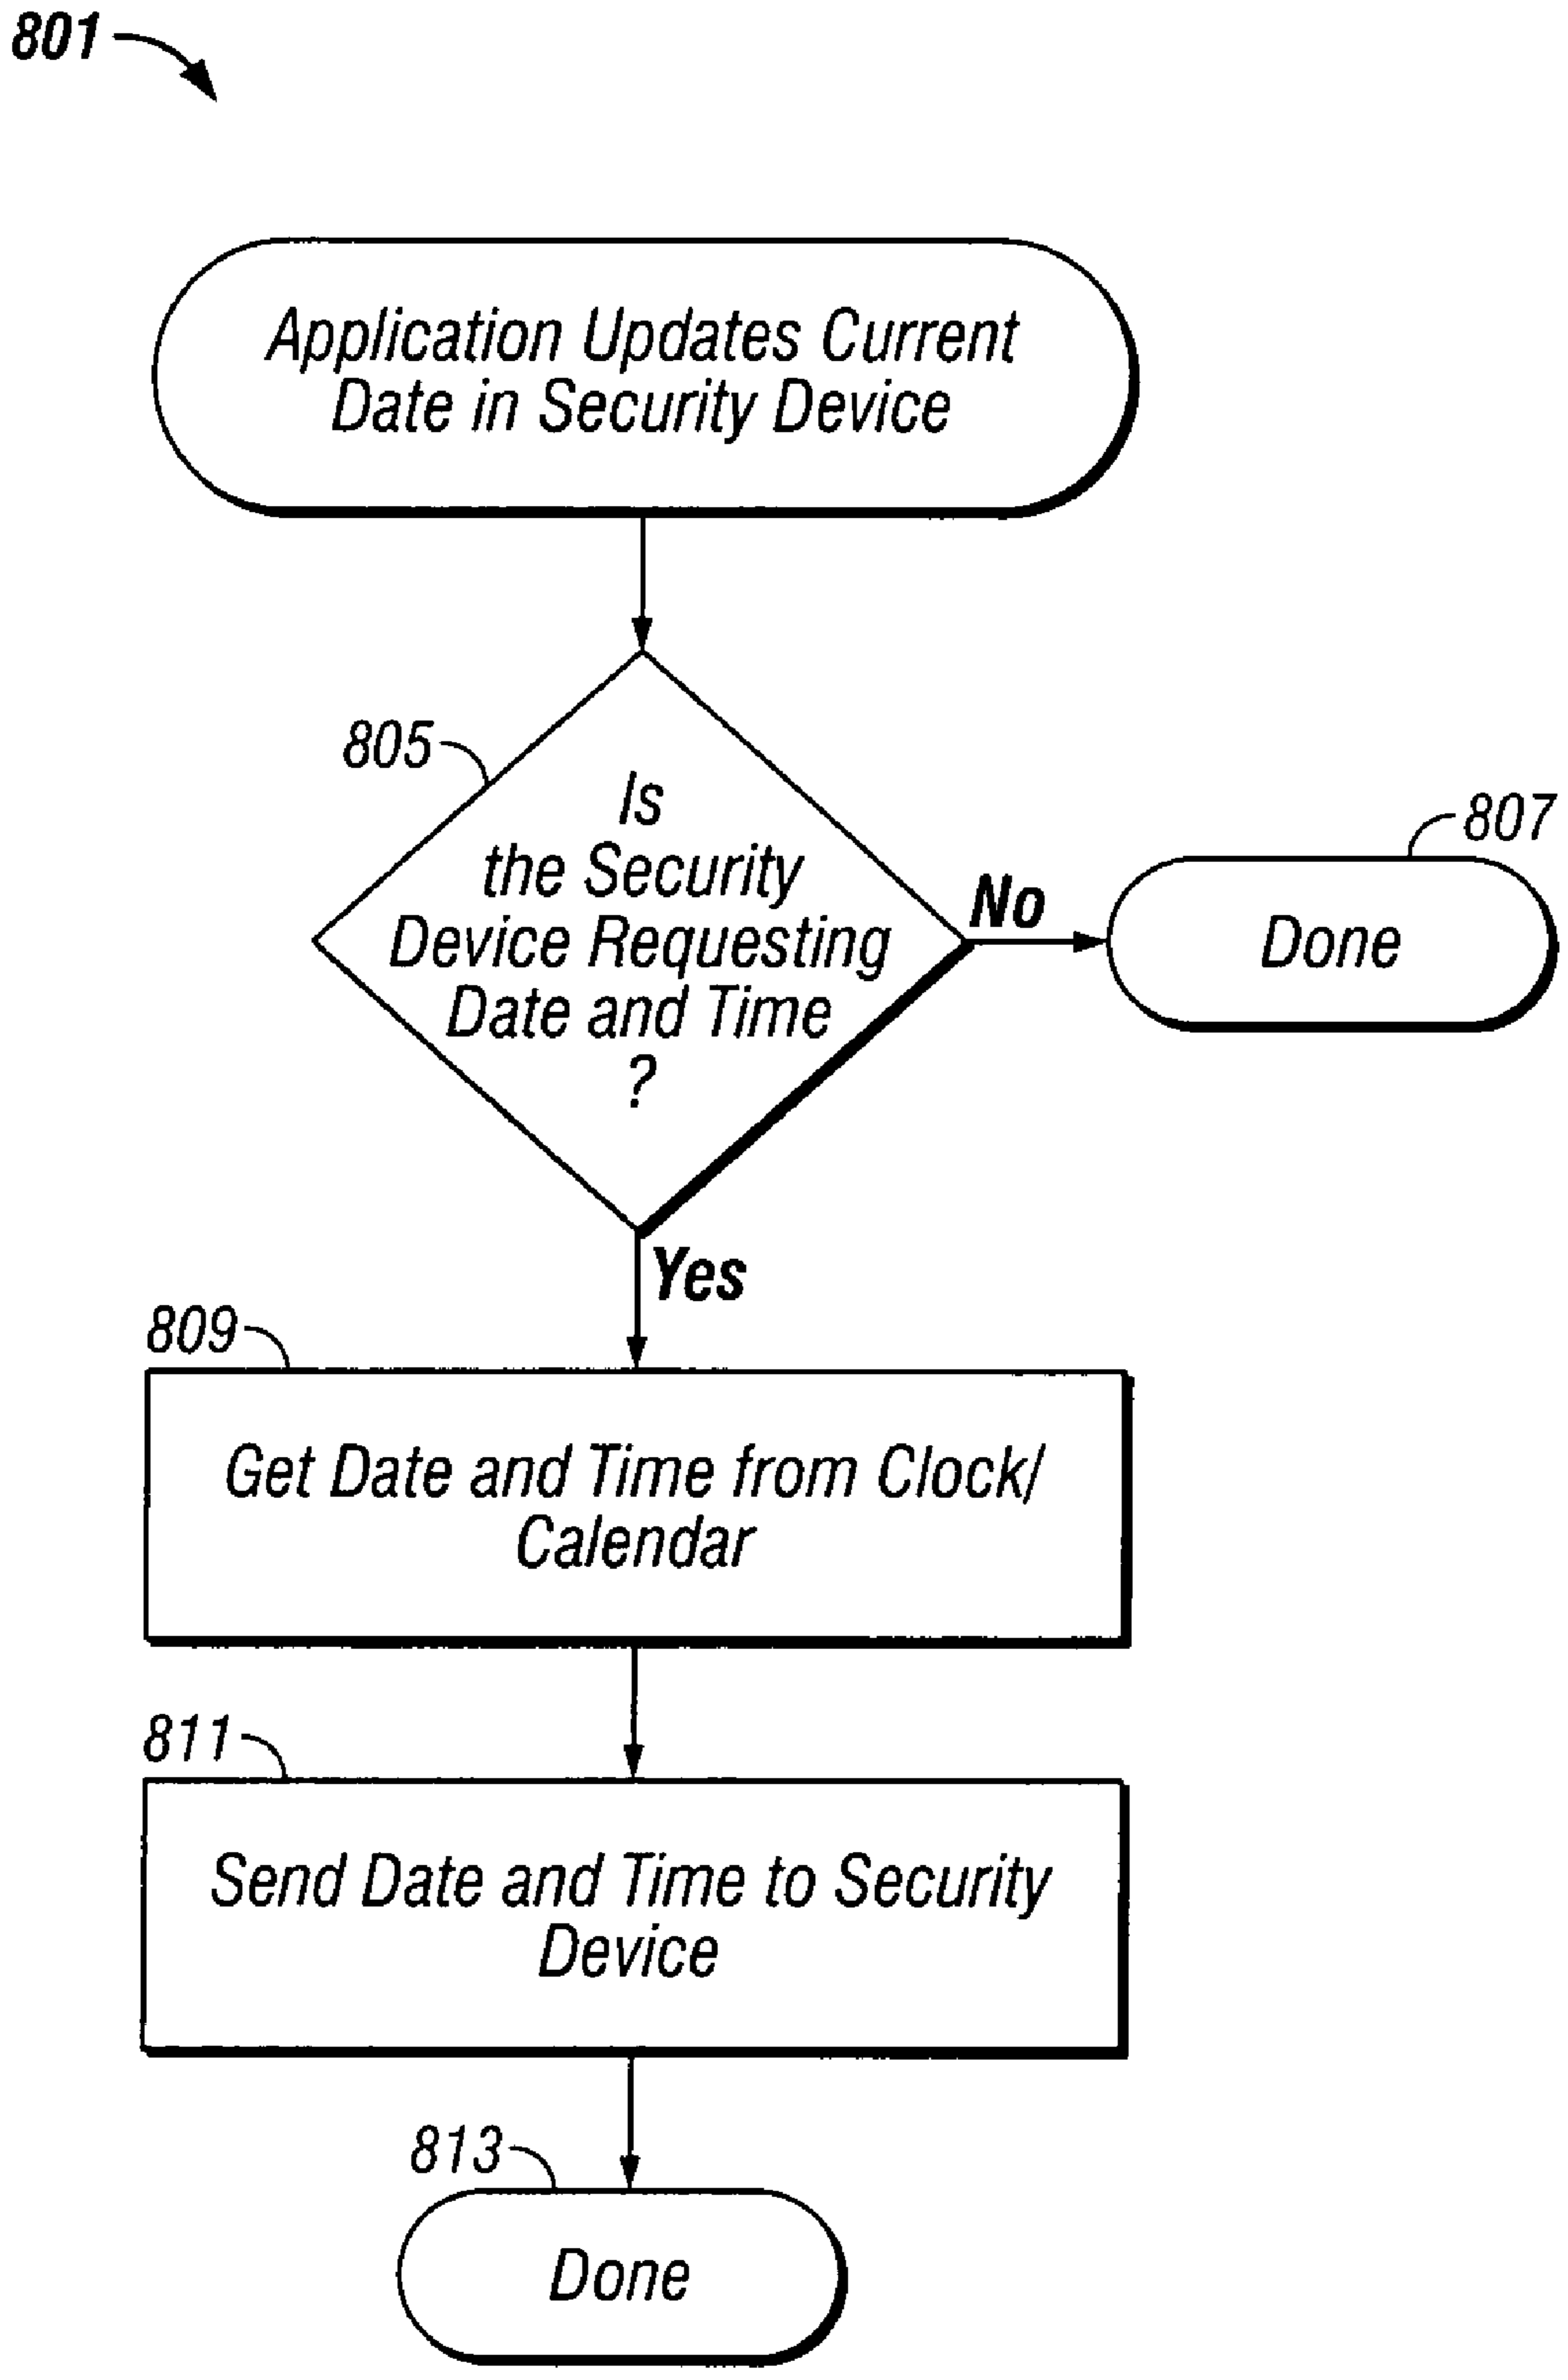 801
Application Updates Current
Date in Security Device
805
Is
the Security
Device Requesting
Date and Time
?
No
807
Done
Yes
809
Get Date and Time from Clock/
Calendar
811
Send Date and Time to Security
Device
813
Done